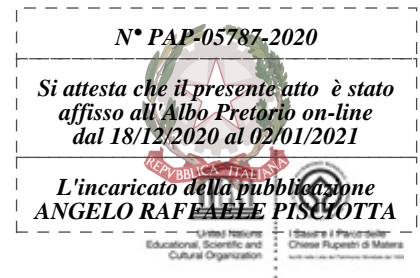 N° PAP-05787-2020
Si attesta che il presente atto è stato
affisso all'Albo Pretorio on-line
dal 18/12/2020 al 02/01/2021
L'incaricato della pubblicazione
ANGELO RAFFAELE PISCIOTTA
REPVBBLICA ITALIANA
United Nations
Educational, Scientific and
Cultural Organization
I Sassi e il Parco delle
Chiese Rupestri di Matera